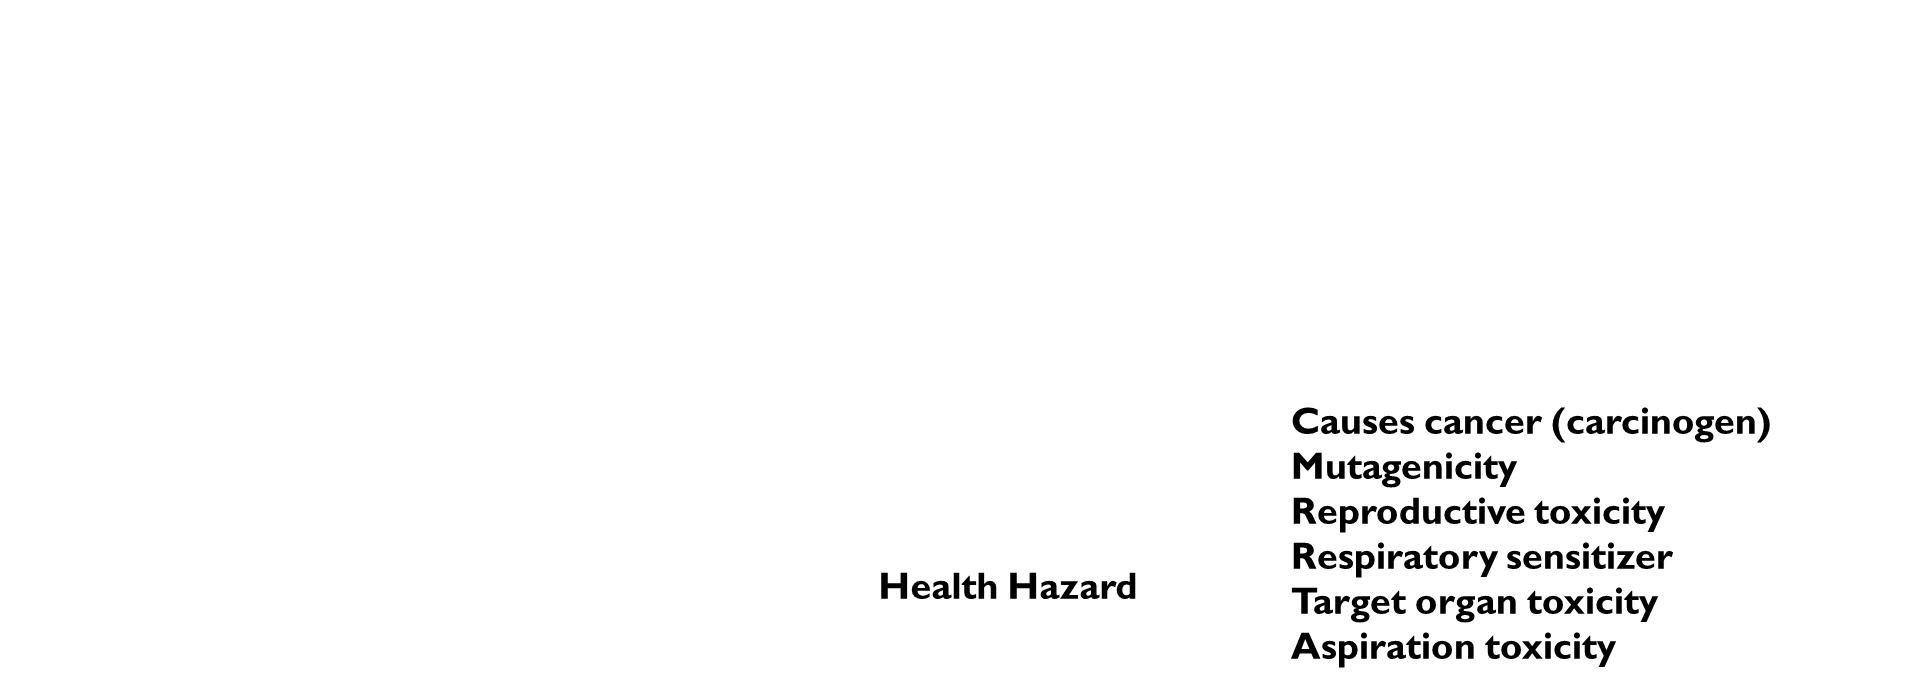 Causes cancer (carcinogen)
Mutagenicity
Reproductive toxicity
Respiratory sensitizer
Health Hazard
Target organ toxicity
Aspiration toxicity